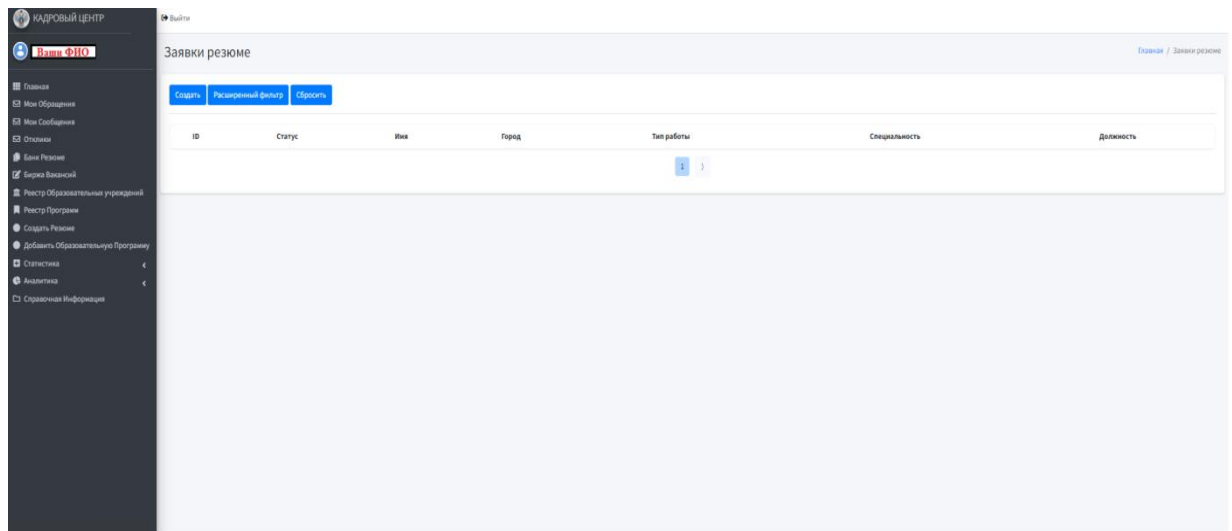 КАДРОВЫЙ ЦЕНТР
Выйти
Ваши ФИО
Заявки резюме
Главная / Заявки резюме
Главная
Мои Обращения
Мои Сообщения
Отклики
Банк Резюме
Биржа Вакансий
Реестр Образовательных учреждений
Реестр Программ
Создать Резюме
Добавить Образовательную Программу
Статистика
Аналитика
Справочная Информация
Создать Расширенный фильтр Сбросить
ID Статус Имя Город Тип работы Специальность Должность
1